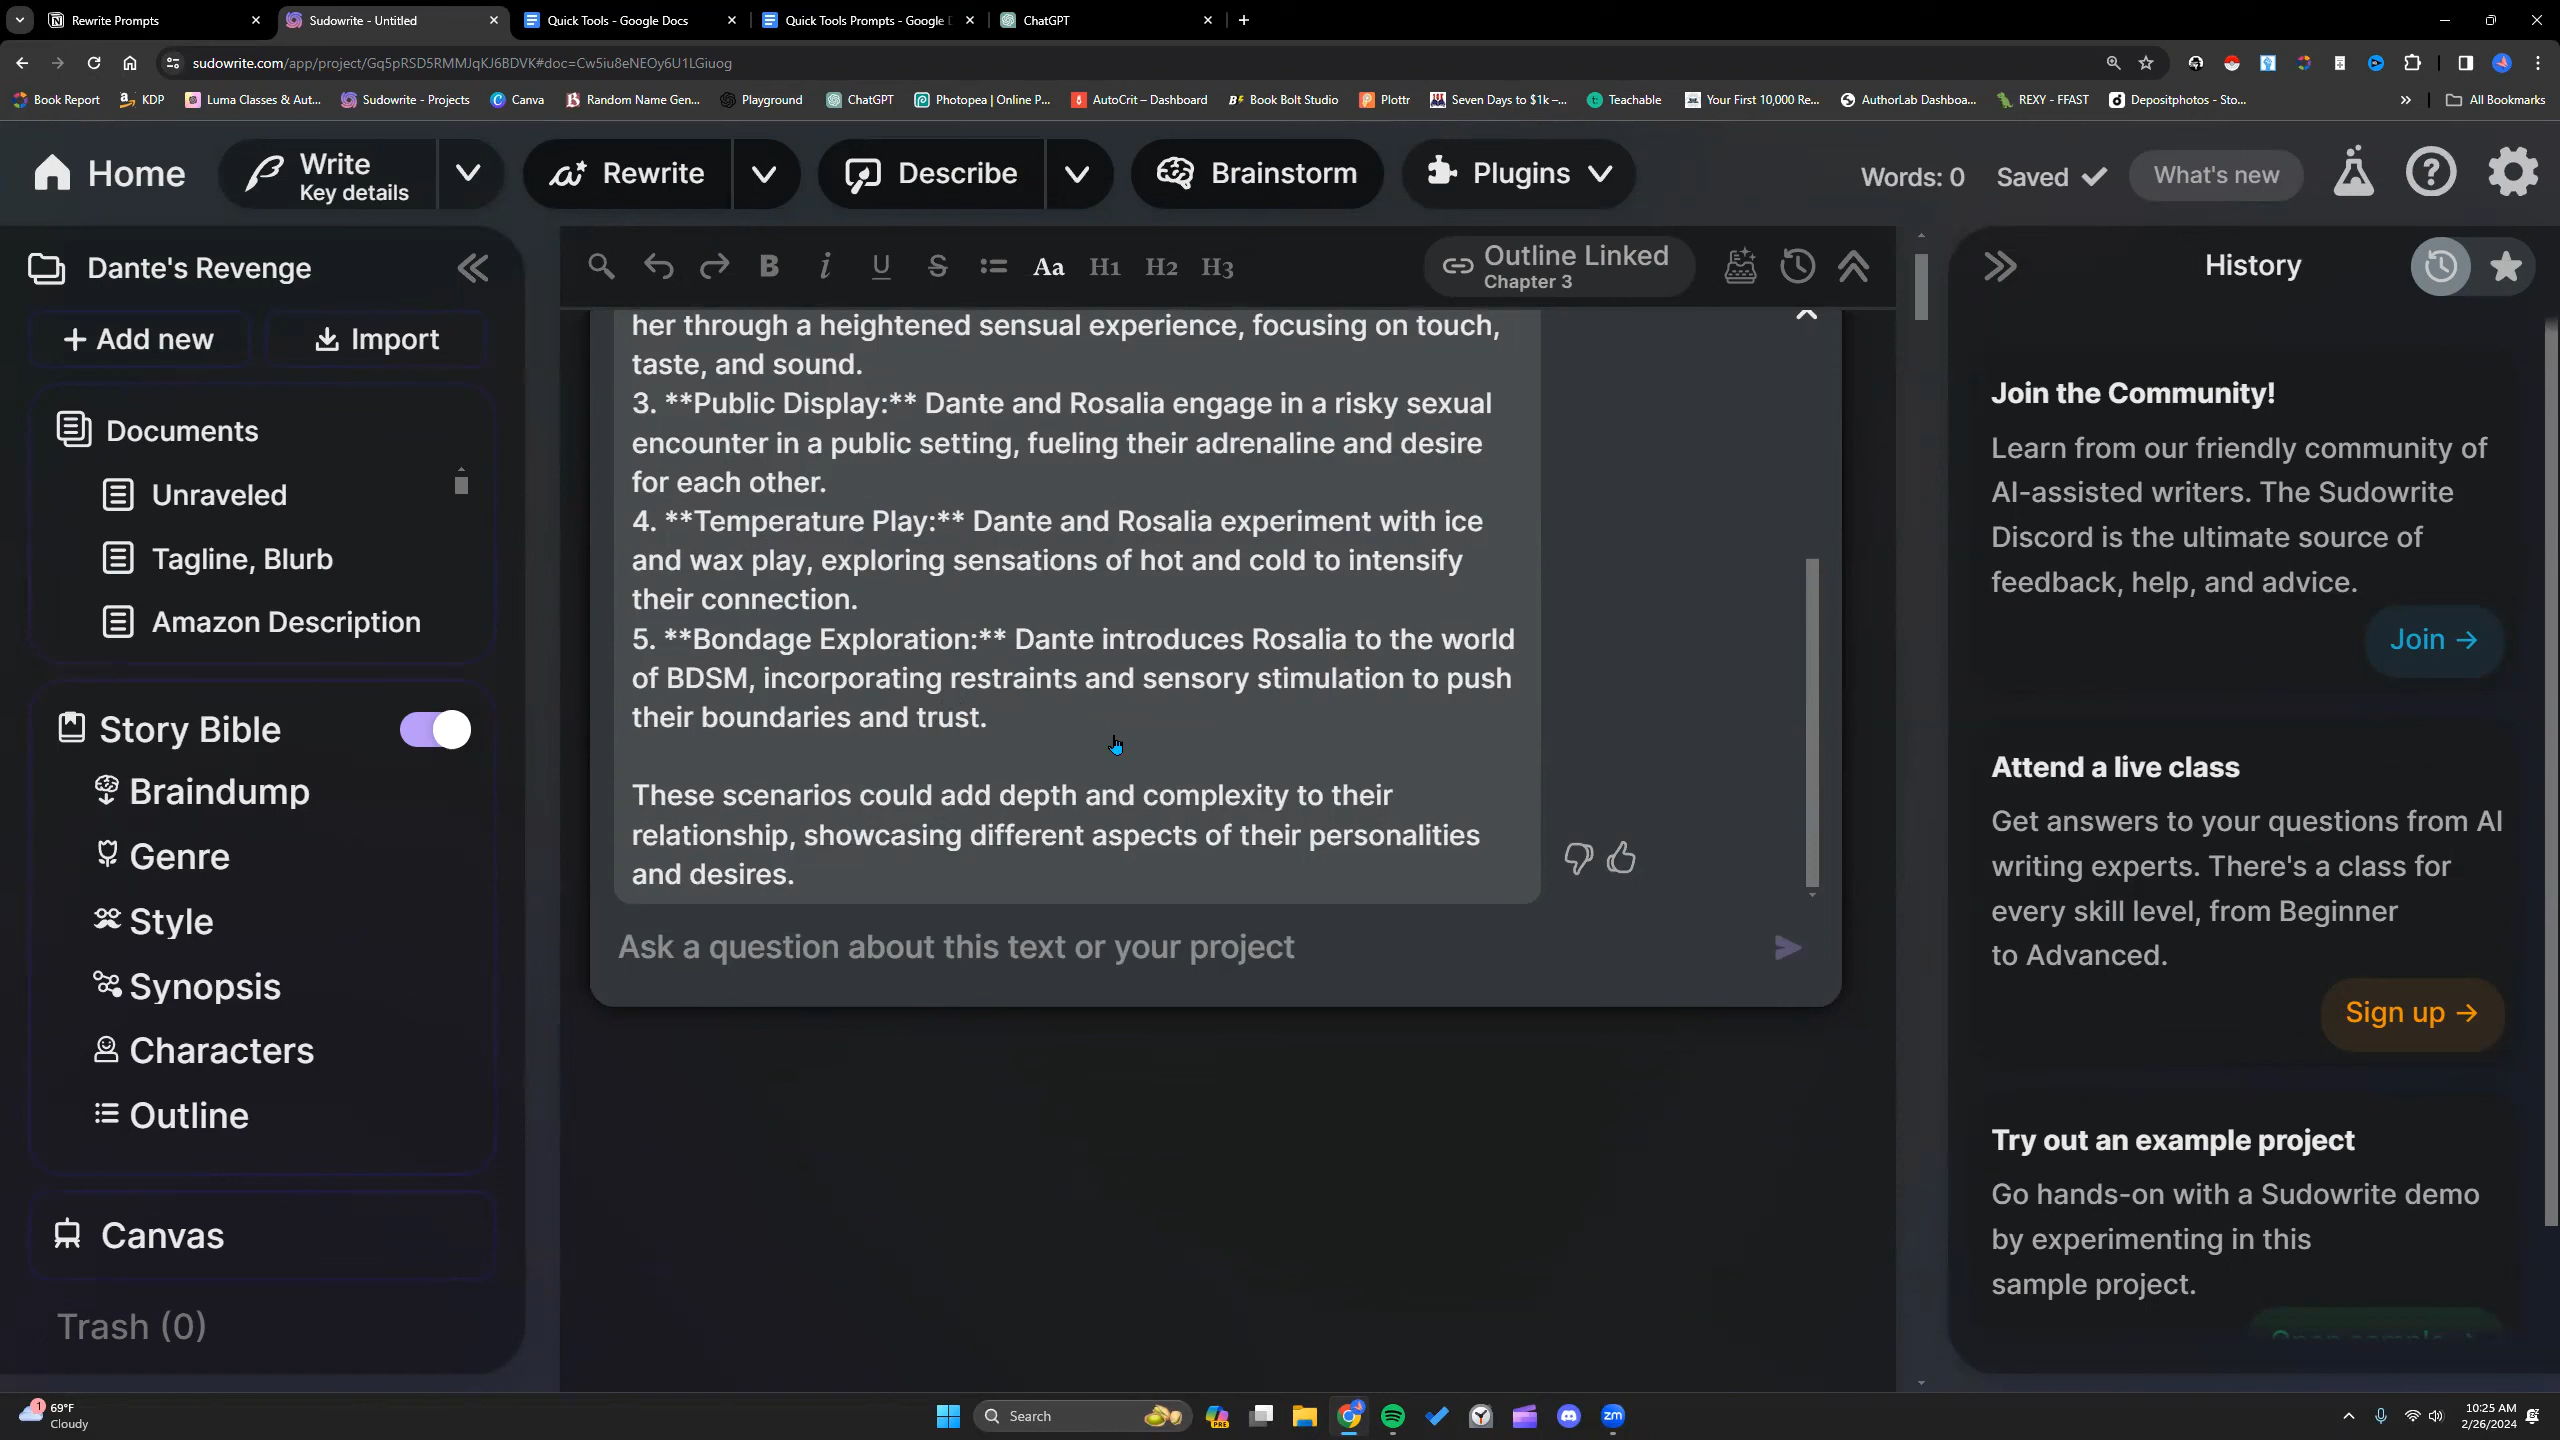 Rewrite Prompts
Sudowrite - Untitled
Quick Tools - Google Docs
Quick Tools Prompts - Google D
ChatGPT
sudowrite.com/app/project/Gq5pRSD5RMMJqKJ6BDVK#doc=Cw5iu8eNEOy6U1LGiuog
Book Report
KDP
Luma Classes & Aut...
Sudowrite - Projects
Canva
Random Name Gen...
Playground
ChatGPT
Photopea | Online P...
AutoCrit – Dashboard
Book Bolt Studio
Plottr
Seven Days to $1k –...
Teachable
Your First 10,000 Re...
AuthorLab Dashboa...
REXY - FFAST
Depositphotos - Sto...
All Bookmarks
Home
Write
Key details
Rewrite
Describe
Brainstorm
Plugins
Words: 0
Saved
What's new
Dante's Revenge
+ Add new
Import
Documents
Unraveled
Tagline, Blurb
Amazon Description
Story Bible
Braindump
Genre
Style
Synopsis
Characters
Outline
Canvas
Trash (0)
B i U S Aa H1 H2 H3
Outline Linked
Chapter 3
her through a heightened sensual experience, focusing on touch,
taste, and sound.
3. **Public Display:** Dante and Rosalia engage in a risky sexual
encounter in a public setting, fueling their adrenaline and desire
for each other.
4. **Temperature Play:** Dante and Rosalia experiment with ice
and wax play, exploring sensations of hot and cold to intensify
their connection.
5. **Bondage Exploration:** Dante introduces Rosalia to the world
of BDSM, incorporating restraints and sensory stimulation to push
their boundaries and trust.
These scenarios could add depth and complexity to their
relationship, showcasing different aspects of their personalities
and desires.
Ask a question about this text or your project
History
Join the Community!
Learn from our friendly community of
AI-assisted writers. The Sudowrite
Discord is the ultimate source of
feedback, help, and advice.
Join →
Attend a live class
Get answers to your questions from AI
writing experts. There's a class for
every skill level, from Beginner
to Advanced.
Sign up →
Try out an example project
Go hands-on with a Sudowrite demo
by experimenting in this
sample project.
1
69°F
Cloudy
Search
PRE
zm
10:25 AM
2/26/2024